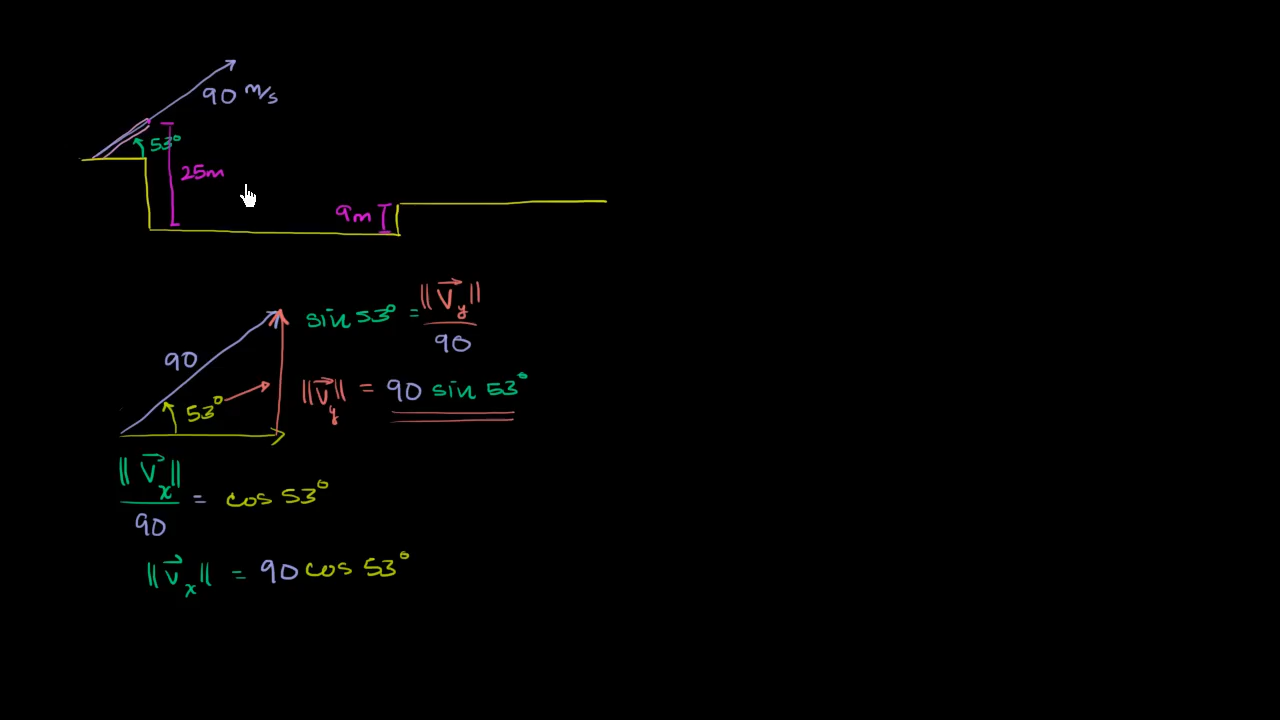 90 m/s
53°
25m
9m
sin 53° = ||V⃗y|| / 90
90
53°
||V⃗y|| = 90 sin 53°
||V⃗x|| / 90 = cos 53°
||V⃗x|| = 90 cos 53°